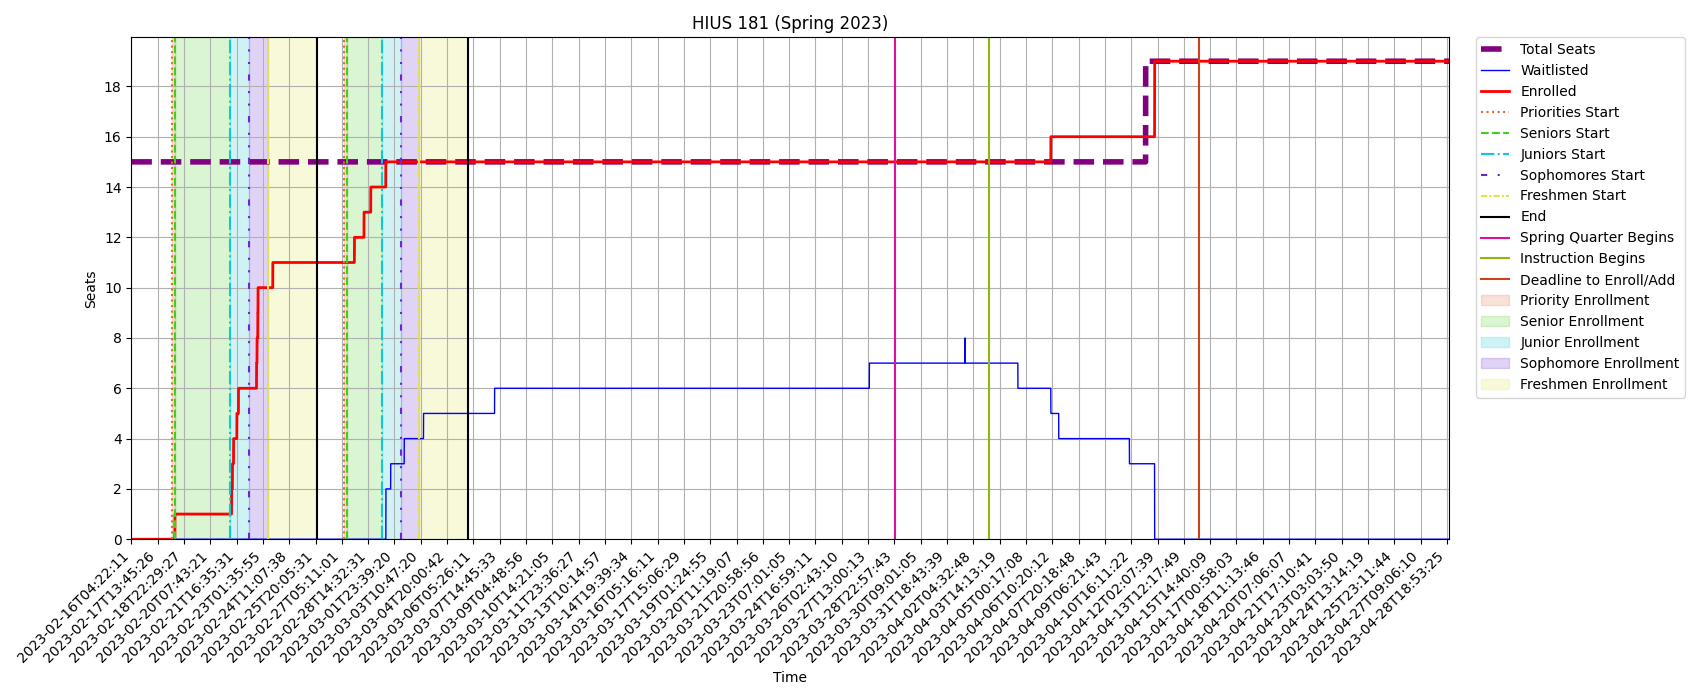 HIUS 181 (Spring 2023)
Seats
18
16
14
12
10
8
6
4
2
0
2023-02-16T04:22:11
2023-02-17T13:45:26
2023-02-18T22:29:27
2023-02-20T07:43:21
2023-02-21T16:35:31
2023-02-23T01:35:55
2023-02-24T11:07:38
2023-02-25T20:05:31
2023-02-27T05:11:01
2023-02-28T14:32:31
2023-03-01T23:39:20
2023-03-03T10:47:20
2023-03-04T20:00:42
2023-03-06T05:26:11
2023-03-07T14:45:33
2023-03-09T04:48:56
2023-03-10T14:21:05
2023-03-11T23:36:27
2023-03-13T10:14:57
2023-03-14T19:39:34
2023-03-16T05:16:11
2023-03-17T15:06:29
2023-03-19T01:24:55
2023-03-20T11:19:07
2023-03-21T20:58:56
2023-03-23T07:01:05
2023-03-24T16:59:11
2023-03-26T02:43:10
2023-03-27T13:00:13
2023-03-28T22:57:43
2023-03-30T09:01:05
2023-03-31T18:43:39
2023-04-02T04:32:48
2023-04-03T14:13:19
2023-04-05T00:17:08
2023-04-06T10:20:12
2023-04-07T20:18:48
2023-04-09T06:21:43
2023-04-10T16:11:22
2023-04-12T02:07:39
2023-04-13T12:17:49
2023-04-15T14:40:09
2023-04-17T00:58:03
2023-04-18T11:13:46
2023-04-20T07:06:07
2023-04-21T17:10:41
2023-04-23T03:03:50
2023-04-24T13:14:19
2023-04-25T23:11:44
2023-04-27T09:06:10
2023-04-28T18:53:25
Time
Total Seats
Waitlisted
Enrolled
Priorities Start
Seniors Start
Juniors Start
Sophomores Start
Freshmen Start
End
Spring Quarter Begins
Instruction Begins
Deadline to Enroll/Add
Priority Enrollment
Senior Enrollment
Junior Enrollment
Sophomore Enrollment
Freshmen Enrollment